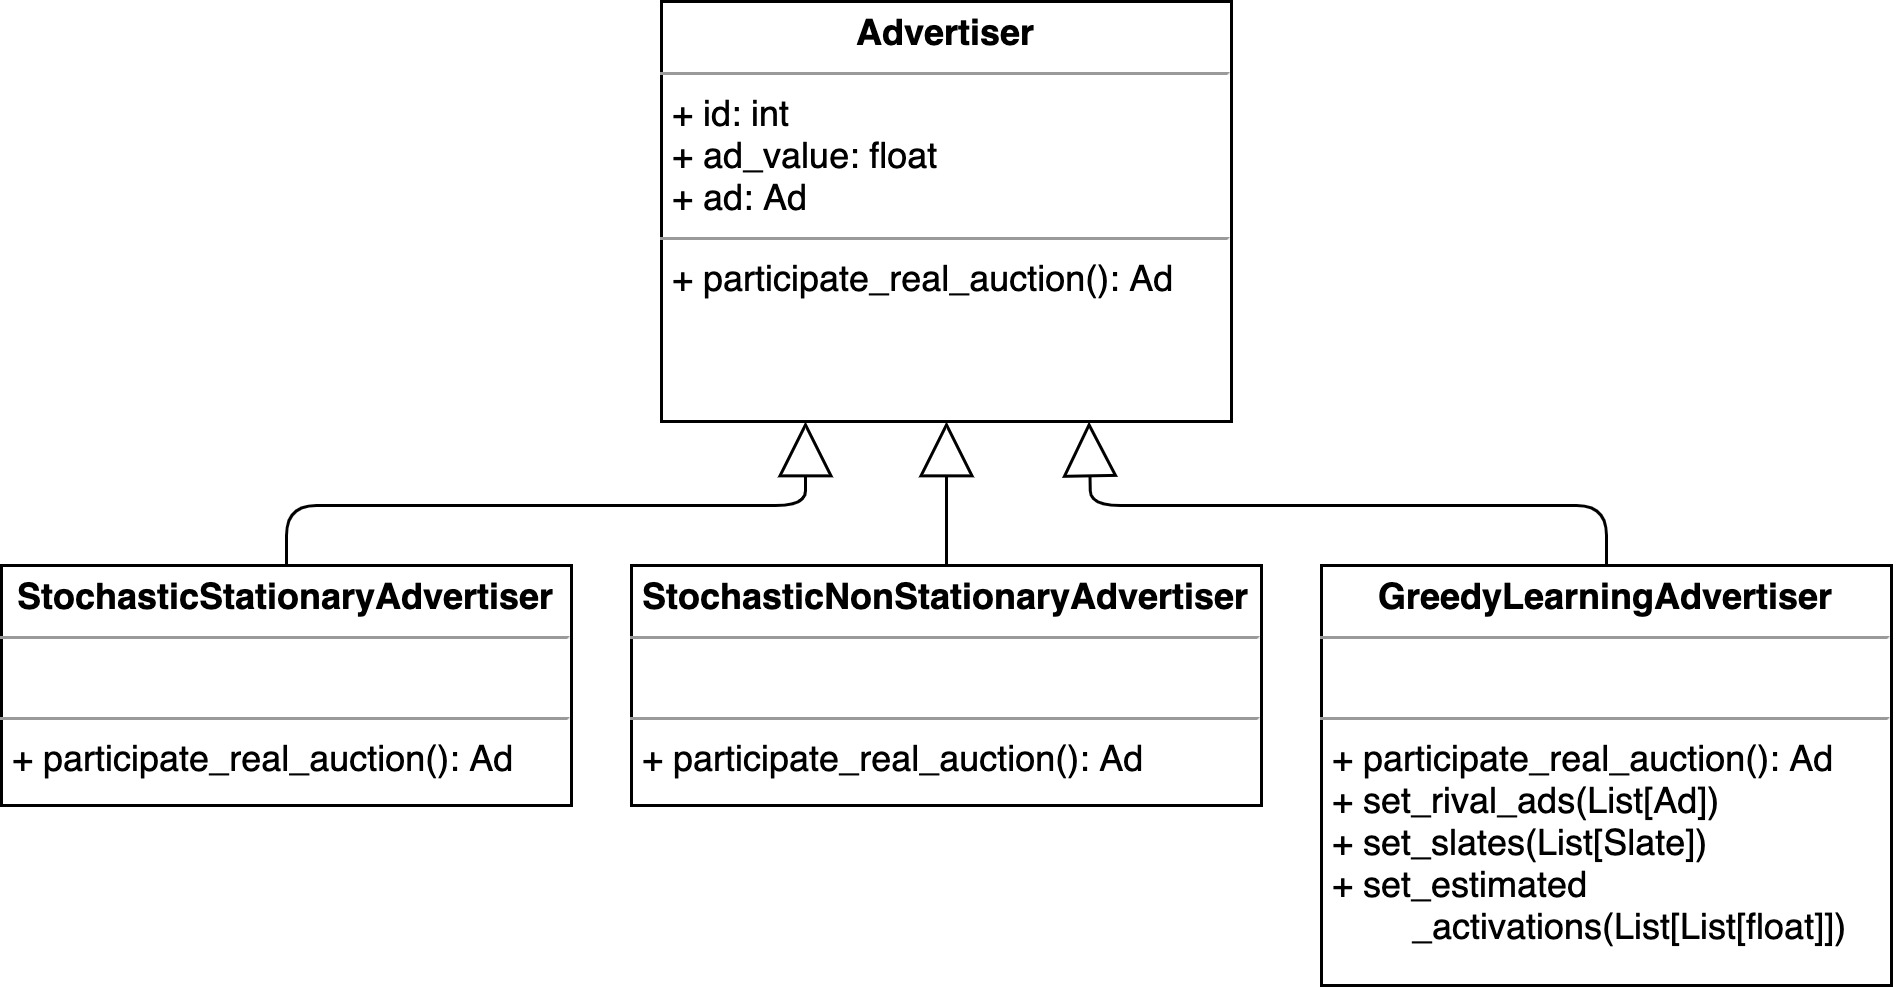 Advertiser
+ id: int
+ ad_value: float
+ ad: Ad
+ participate_real_auction(): Ad
StochasticStationaryAdvertiser
+ participate_real_auction(): Ad
StochasticNonStationaryAdvertiser
+ participate_real_auction(): Ad
GreedyLearningAdvertiser
+ participate_real_auction(): Ad
+ set_rival_ads(List[Ad])
+ set_slates(List[Slate])
+ set_estimated
_activations(List[List[float]])